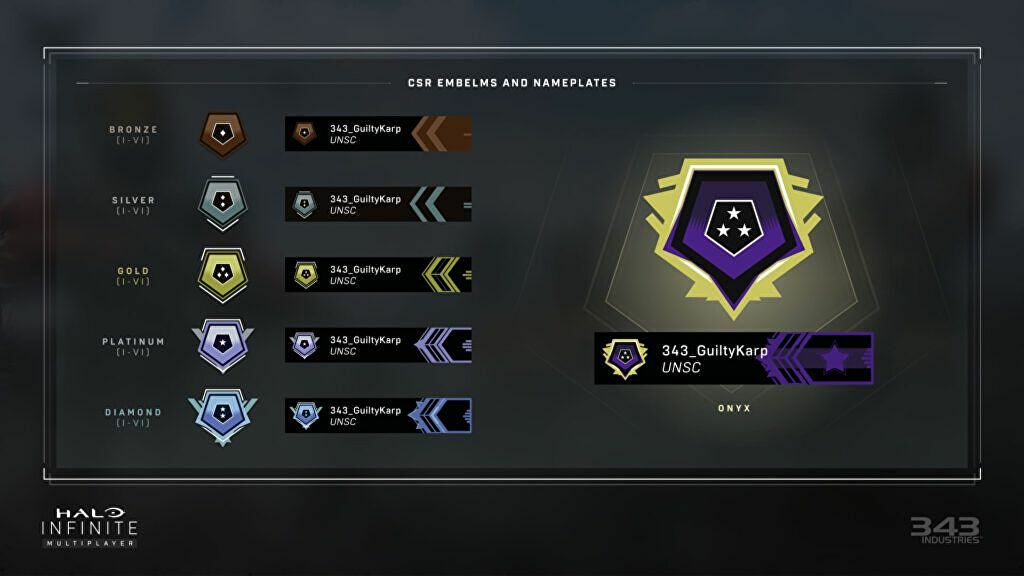 CSR EMBELMS AND NAMEPLATES
BRONZE
[I-VI]
343_GuiltyKarp
UNSC
SILVER
[I-VI]
343_GuiltyKarp
UNSC
GOLD
[I-VI]
343_GuiltyKarp
UNSC
PLATINUM
[I-VI]
343_GuiltyKarp
UNSC
DIAMOND
[I-VI]
343_GuiltyKarp
UNSC
343_GuiltyKarp
UNSC
ONYX
HALO
INFINITE
MULTIPLAYER
343
INDUSTRIES